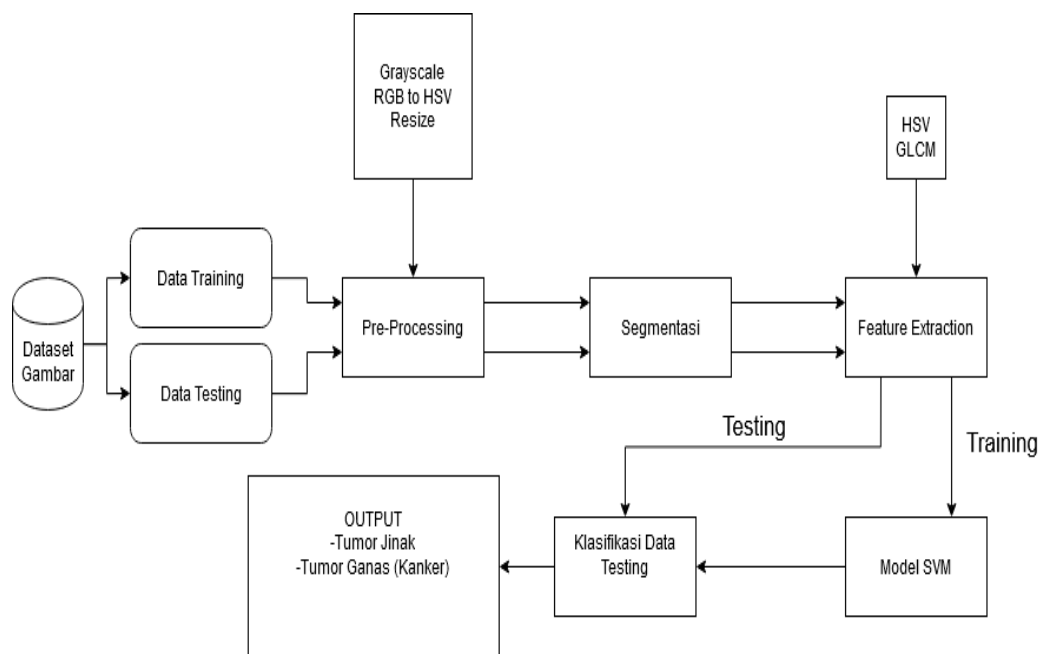 Grayscale
RGB to HSV
Resize
HSV
GLCM
Dataset
Gambar
Data Training
Data Testing
Pre-Processing
Segmentasi
Feature Extraction
Testing
Training
OUTPUT
-Tumor Jinak
-Tumor Ganas (Kanker)
Klasifikasi Data
Testing
Model SVM